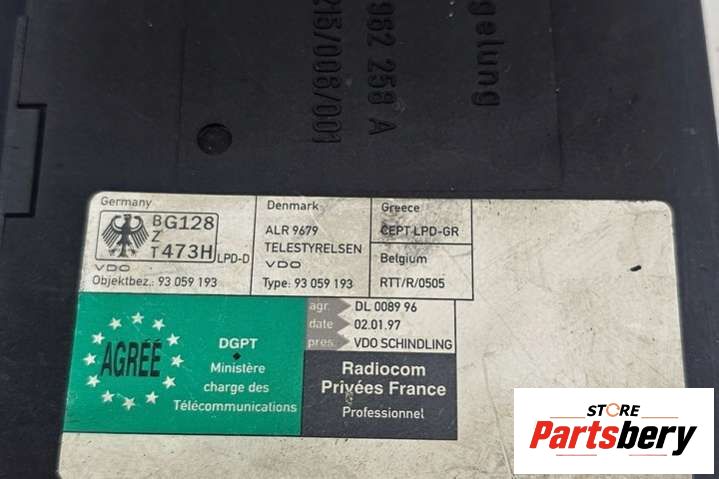 gelung
962 258 A
215/008/001
Germany
BG128
Z
T473H LPD-D
VDO
Objektbez.: 93 059 193
Denmark
ALR 9679
TELESTYRELSEN
VDO
Type: 93 059 193
Greece
CEPT LPD-GR
Belgium
RTT/R/0505
agr. DL 0089 96
date 02.01.97
pres. VDO SCHINDLING
AGRÉÉ
DGPT
Ministère
charge des
Télécommunications
Radiocom
Privées France
Professionnel
STORE
Partsbery